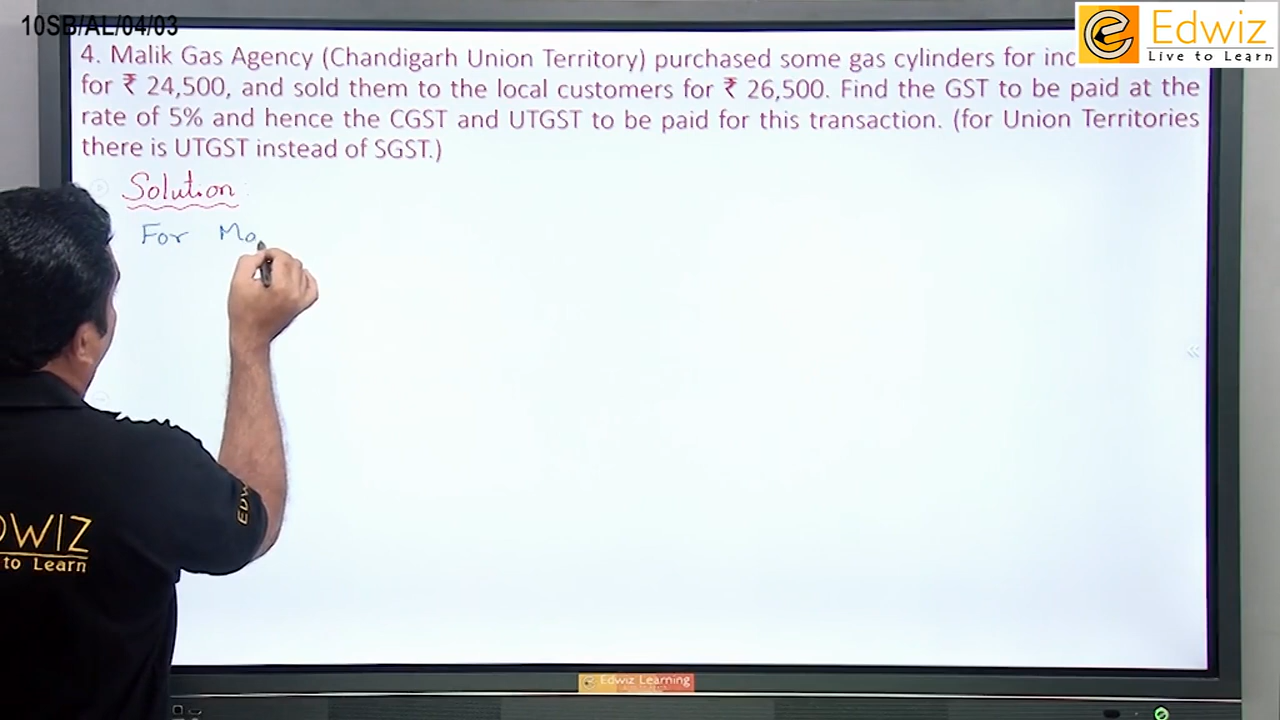 10SB/AL/04/03
Edwiz
Live to Learn
4. Malik Gas Agency (Chandigarh Union Territory) purchased some gas cylinders for
for ₹ 24,500, and sold them to the local customers for ₹ 26,500. Find the GST to be paid at the
rate of 5% and hence the CGST and UTGST to be paid for this transaction. (for Union Territories
there is UTGST instead of SGST.)
Solution:
For Ma
DWIZ
to Learn
Edwiz Learning